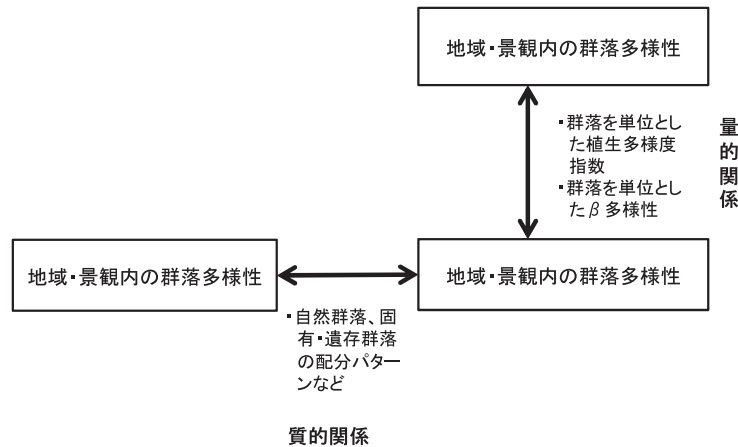 地域・景観内の群落多様性
・群落を単位とし
た植生多様度
指数
・群落を単位とし
たβ多様性
量的関係
地域・景観内の群落多様性
地域・景観内の群落多様性
・自然群落、固
有・遺存群落
の配分パター
ンなど
質的関係